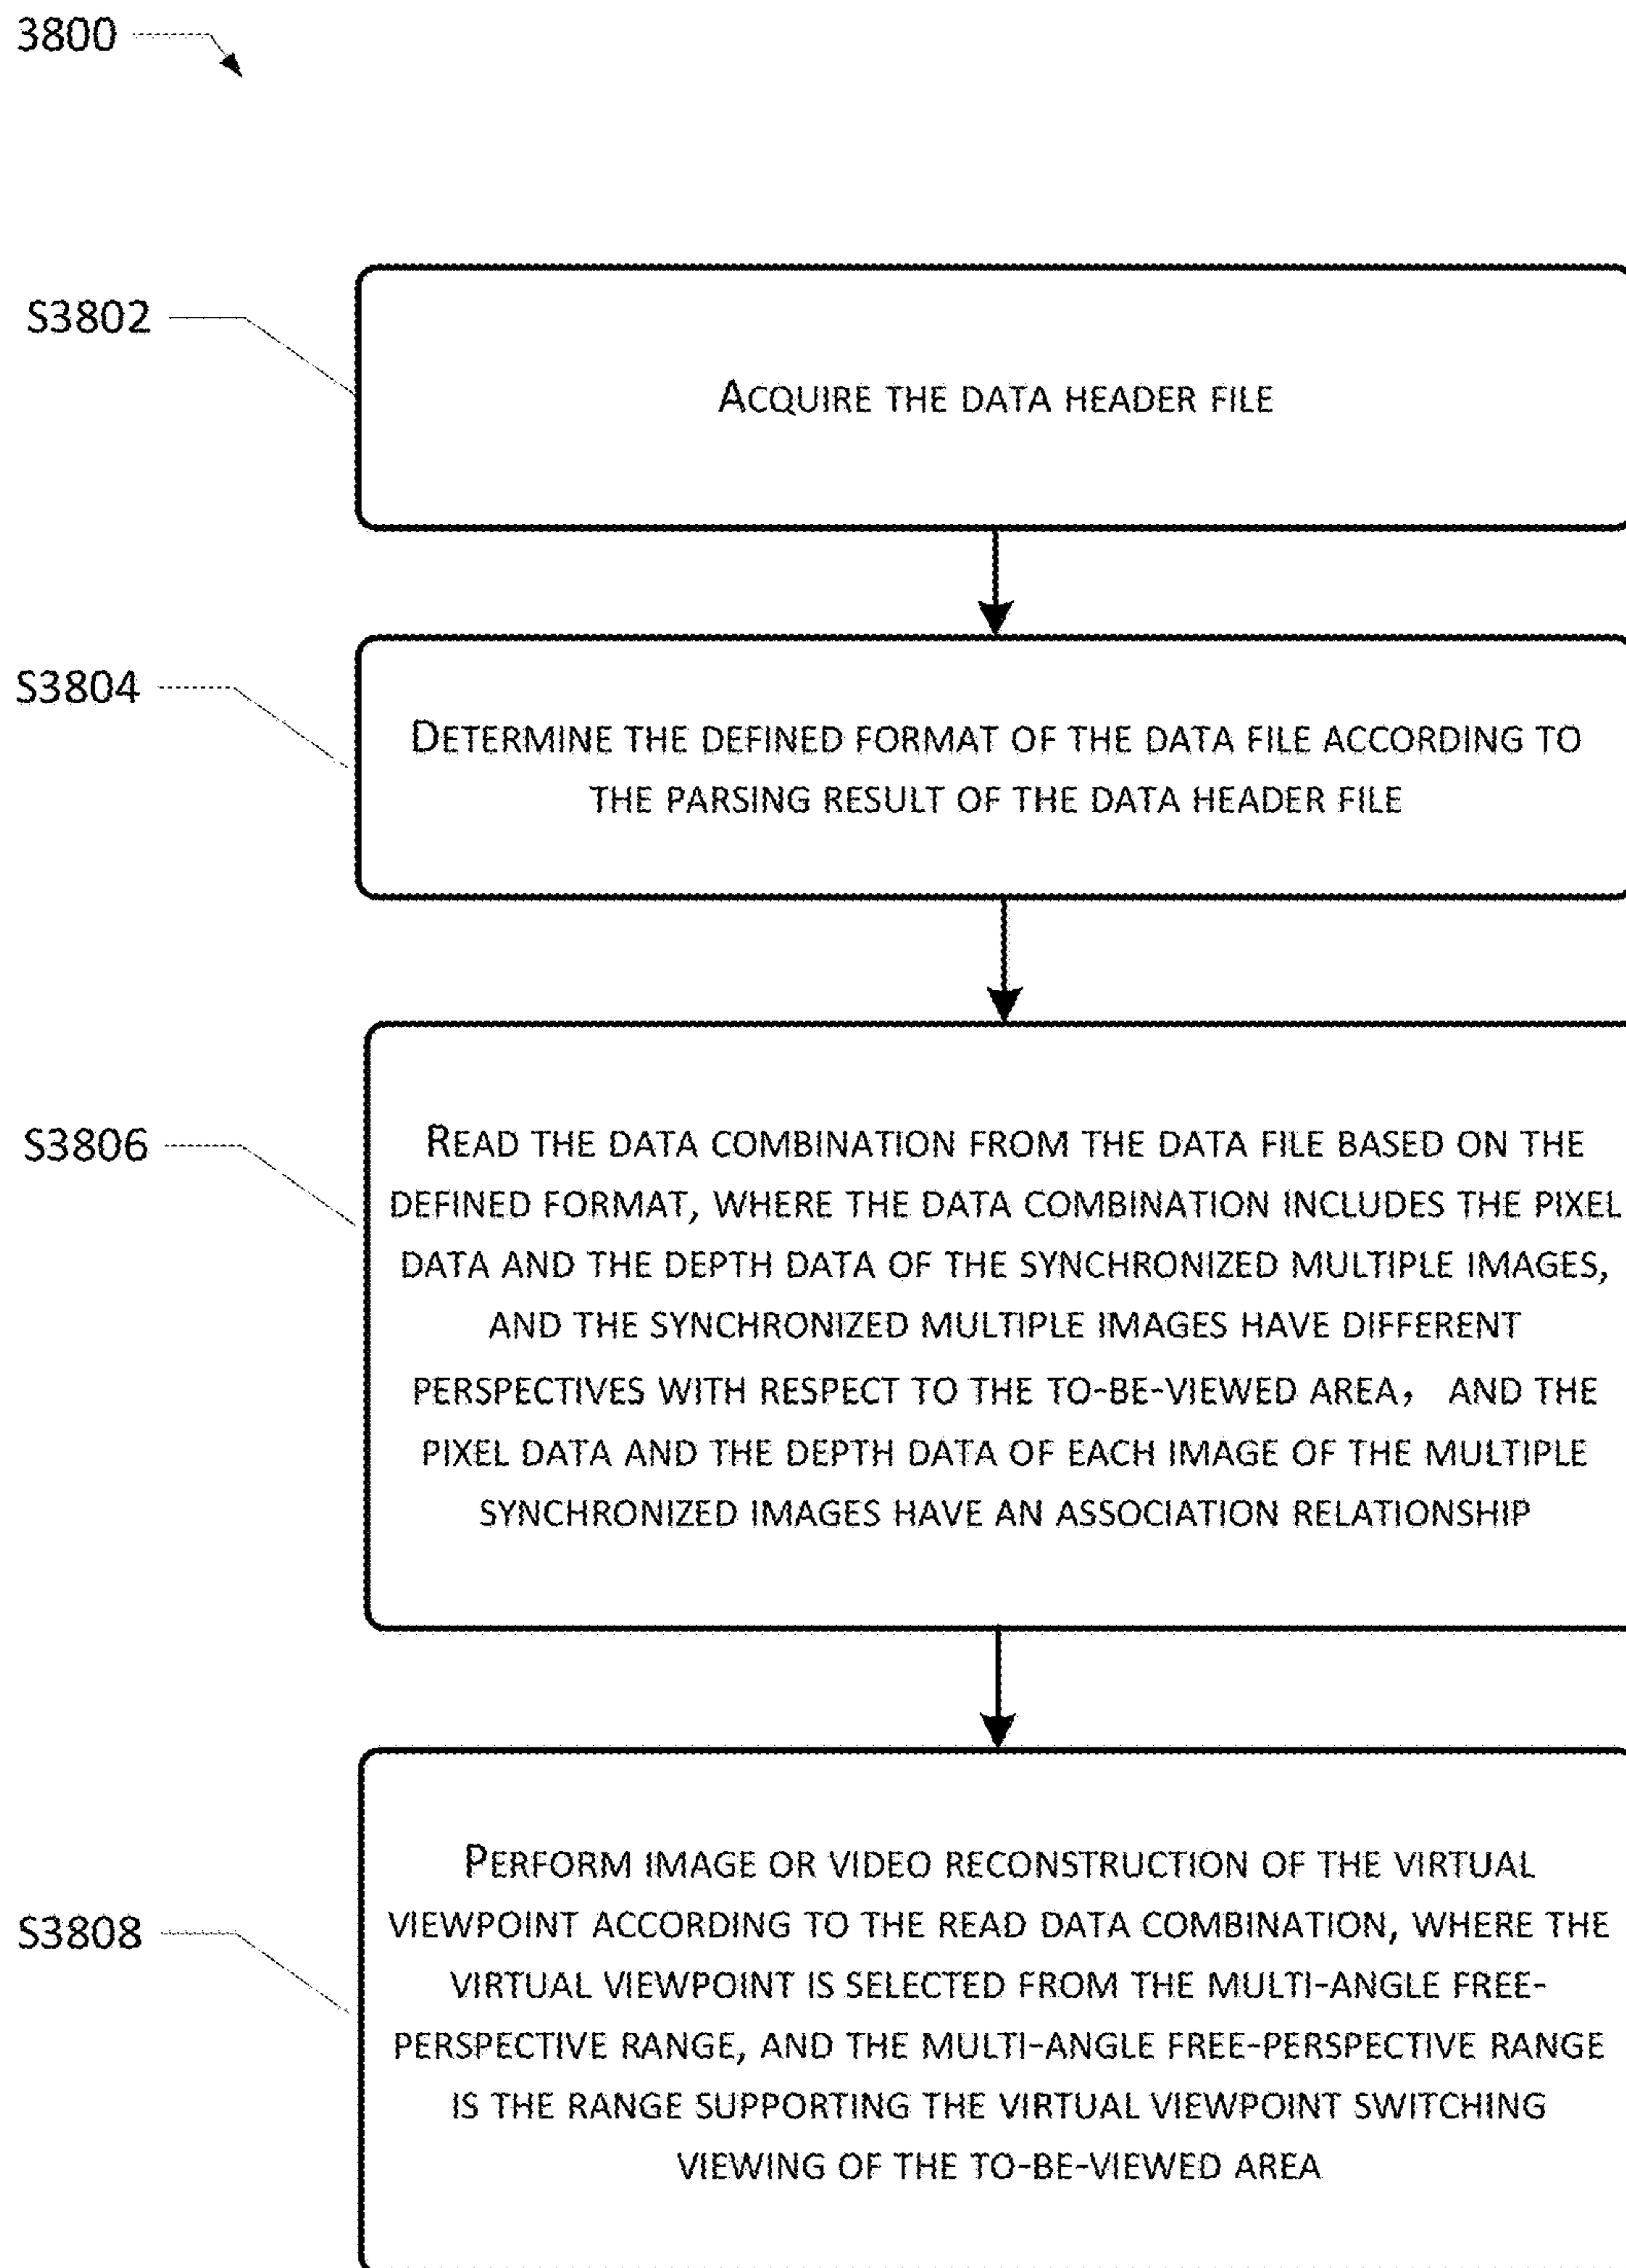 3800
S3802
ACQUIRE THE DATA HEADER FILE
S3804
DETERMINE THE DEFINED FORMAT OF THE DATA FILE ACCORDING TO
THE PARSING RESULT OF THE DATA HEADER FILE
S3806
READ THE DATA COMBINATION FROM THE DATA FILE BASED ON THE
DEFINED FORMAT, WHERE THE DATA COMBINATION INCLUDES THE PIXEL
DATA AND THE DEPTH DATA OF THE SYNCHRONIZED MULTIPLE IMAGES,
AND THE SYNCHRONIZED MULTIPLE IMAGES HAVE DIFFERENT
PERSPECTIVES WITH RESPECT TO THE TO-BE-VIEWED AREA, AND THE
PIXEL DATA AND THE DEPTH DATA OF EACH IMAGE OF THE MULTIPLE
SYNCHRONIZED IMAGES HAVE AN ASSOCIATION RELATIONSHIP
S3808
PERFORM IMAGE OR VIDEO RECONSTRUCTION OF THE VIRTUAL
VIEWPOINT ACCORDING TO THE READ DATA COMBINATION, WHERE THE
VIRTUAL VIEWPOINT IS SELECTED FROM THE MULTI-ANGLE FREE-
PERSPECTIVE RANGE, AND THE MULTI-ANGLE FREE-PERSPECTIVE RANGE
IS THE RANGE SUPPORTING THE VIRTUAL VIEWPOINT SWITCHING
VIEWING OF THE TO-BE-VIEWED AREA